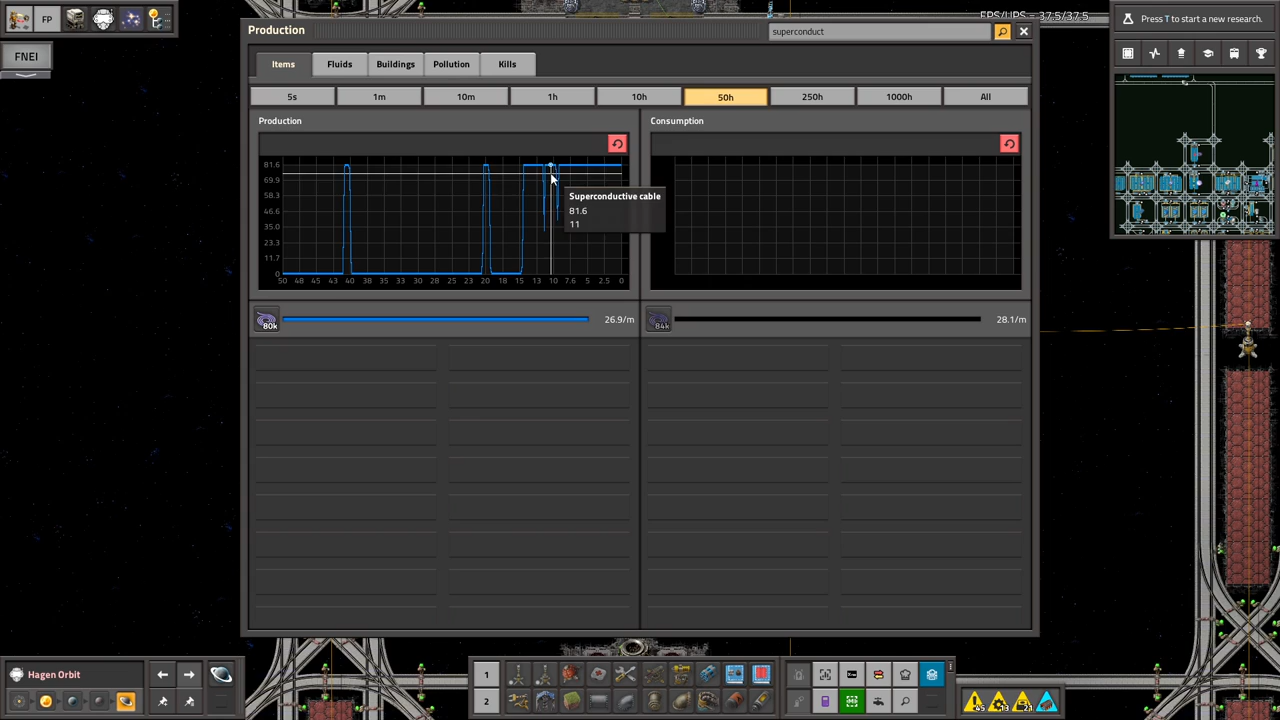 FP
FNEI
Production
EPS/UPS = 37.5/37.5
superconduct
Press T to start a new research.
Items
Fluids
Buildings
Pollution
Kills
5s
1m
10m
1h
10h
50h
250h
1000h
All
Production
Consumption
81.6
69.9
58.3
46.6
35.0
23.3
11.7
0
50 48 45 43 40 38 35 33 30 28 25 23 20 18 15 13 10 7.6 5 2.5 0
Superconductive cable
81.6
11
80k
26.9/m
84k
28.1/m
Hagen Orbit
1
2